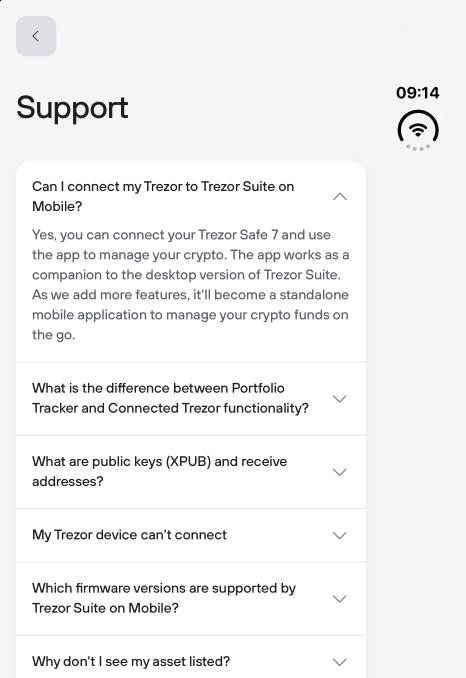 09:14
Support
Can I connect my Trezor to Trezor Suite on
Mobile?
Yes, you can connect your Trezor Safe 7 and use
the app to manage your crypto. The app works as a
companion to the desktop version of Trezor Suite.
As we add more features, it'll become a standalone
mobile application to manage your crypto funds on
the go.
What is the difference between Portfolio
Tracker and Connected Trezor functionality?
What are public keys (XPUB) and receive
addresses?
My Trezor device can't connect
Which firmware versions are supported by
Trezor Suite on Mobile?
Why don't I see my asset listed?